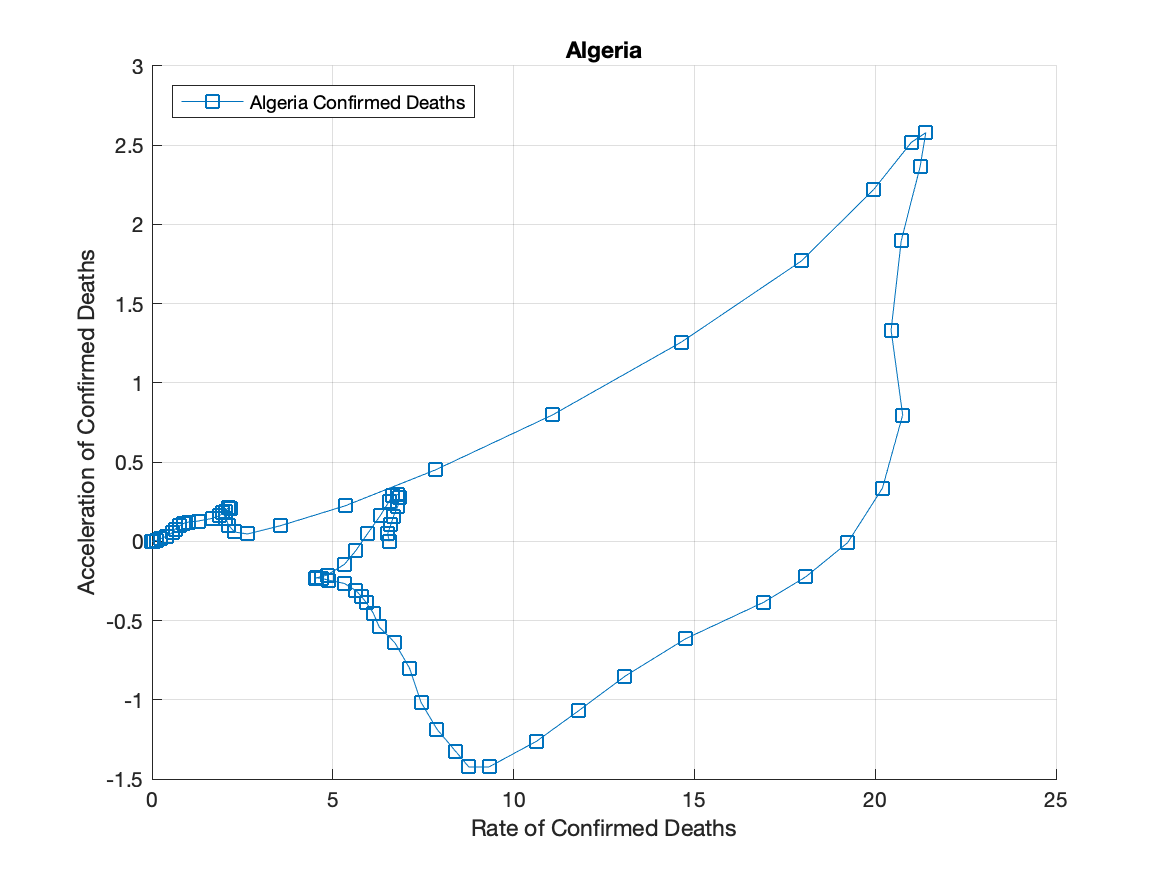 Algeria
Algeria Confirmed Deaths
3
2.5
2
1.5
1
0.5
0
-0.5
-1
-1.5
0 5 10 15 20 25
Rate of Confirmed Deaths
Acceleration of Confirmed Deaths